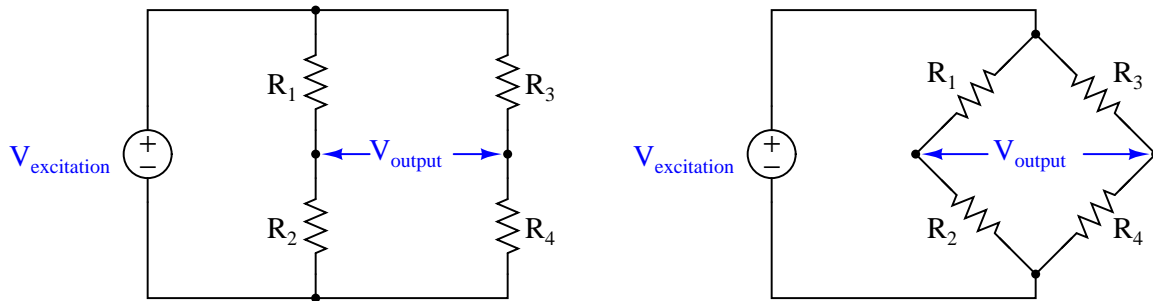 R1
R3
+
−
Vexcitation
Voutput
R2
R4
R1
R3
+
−
Vexcitation
Voutput
R2
R4